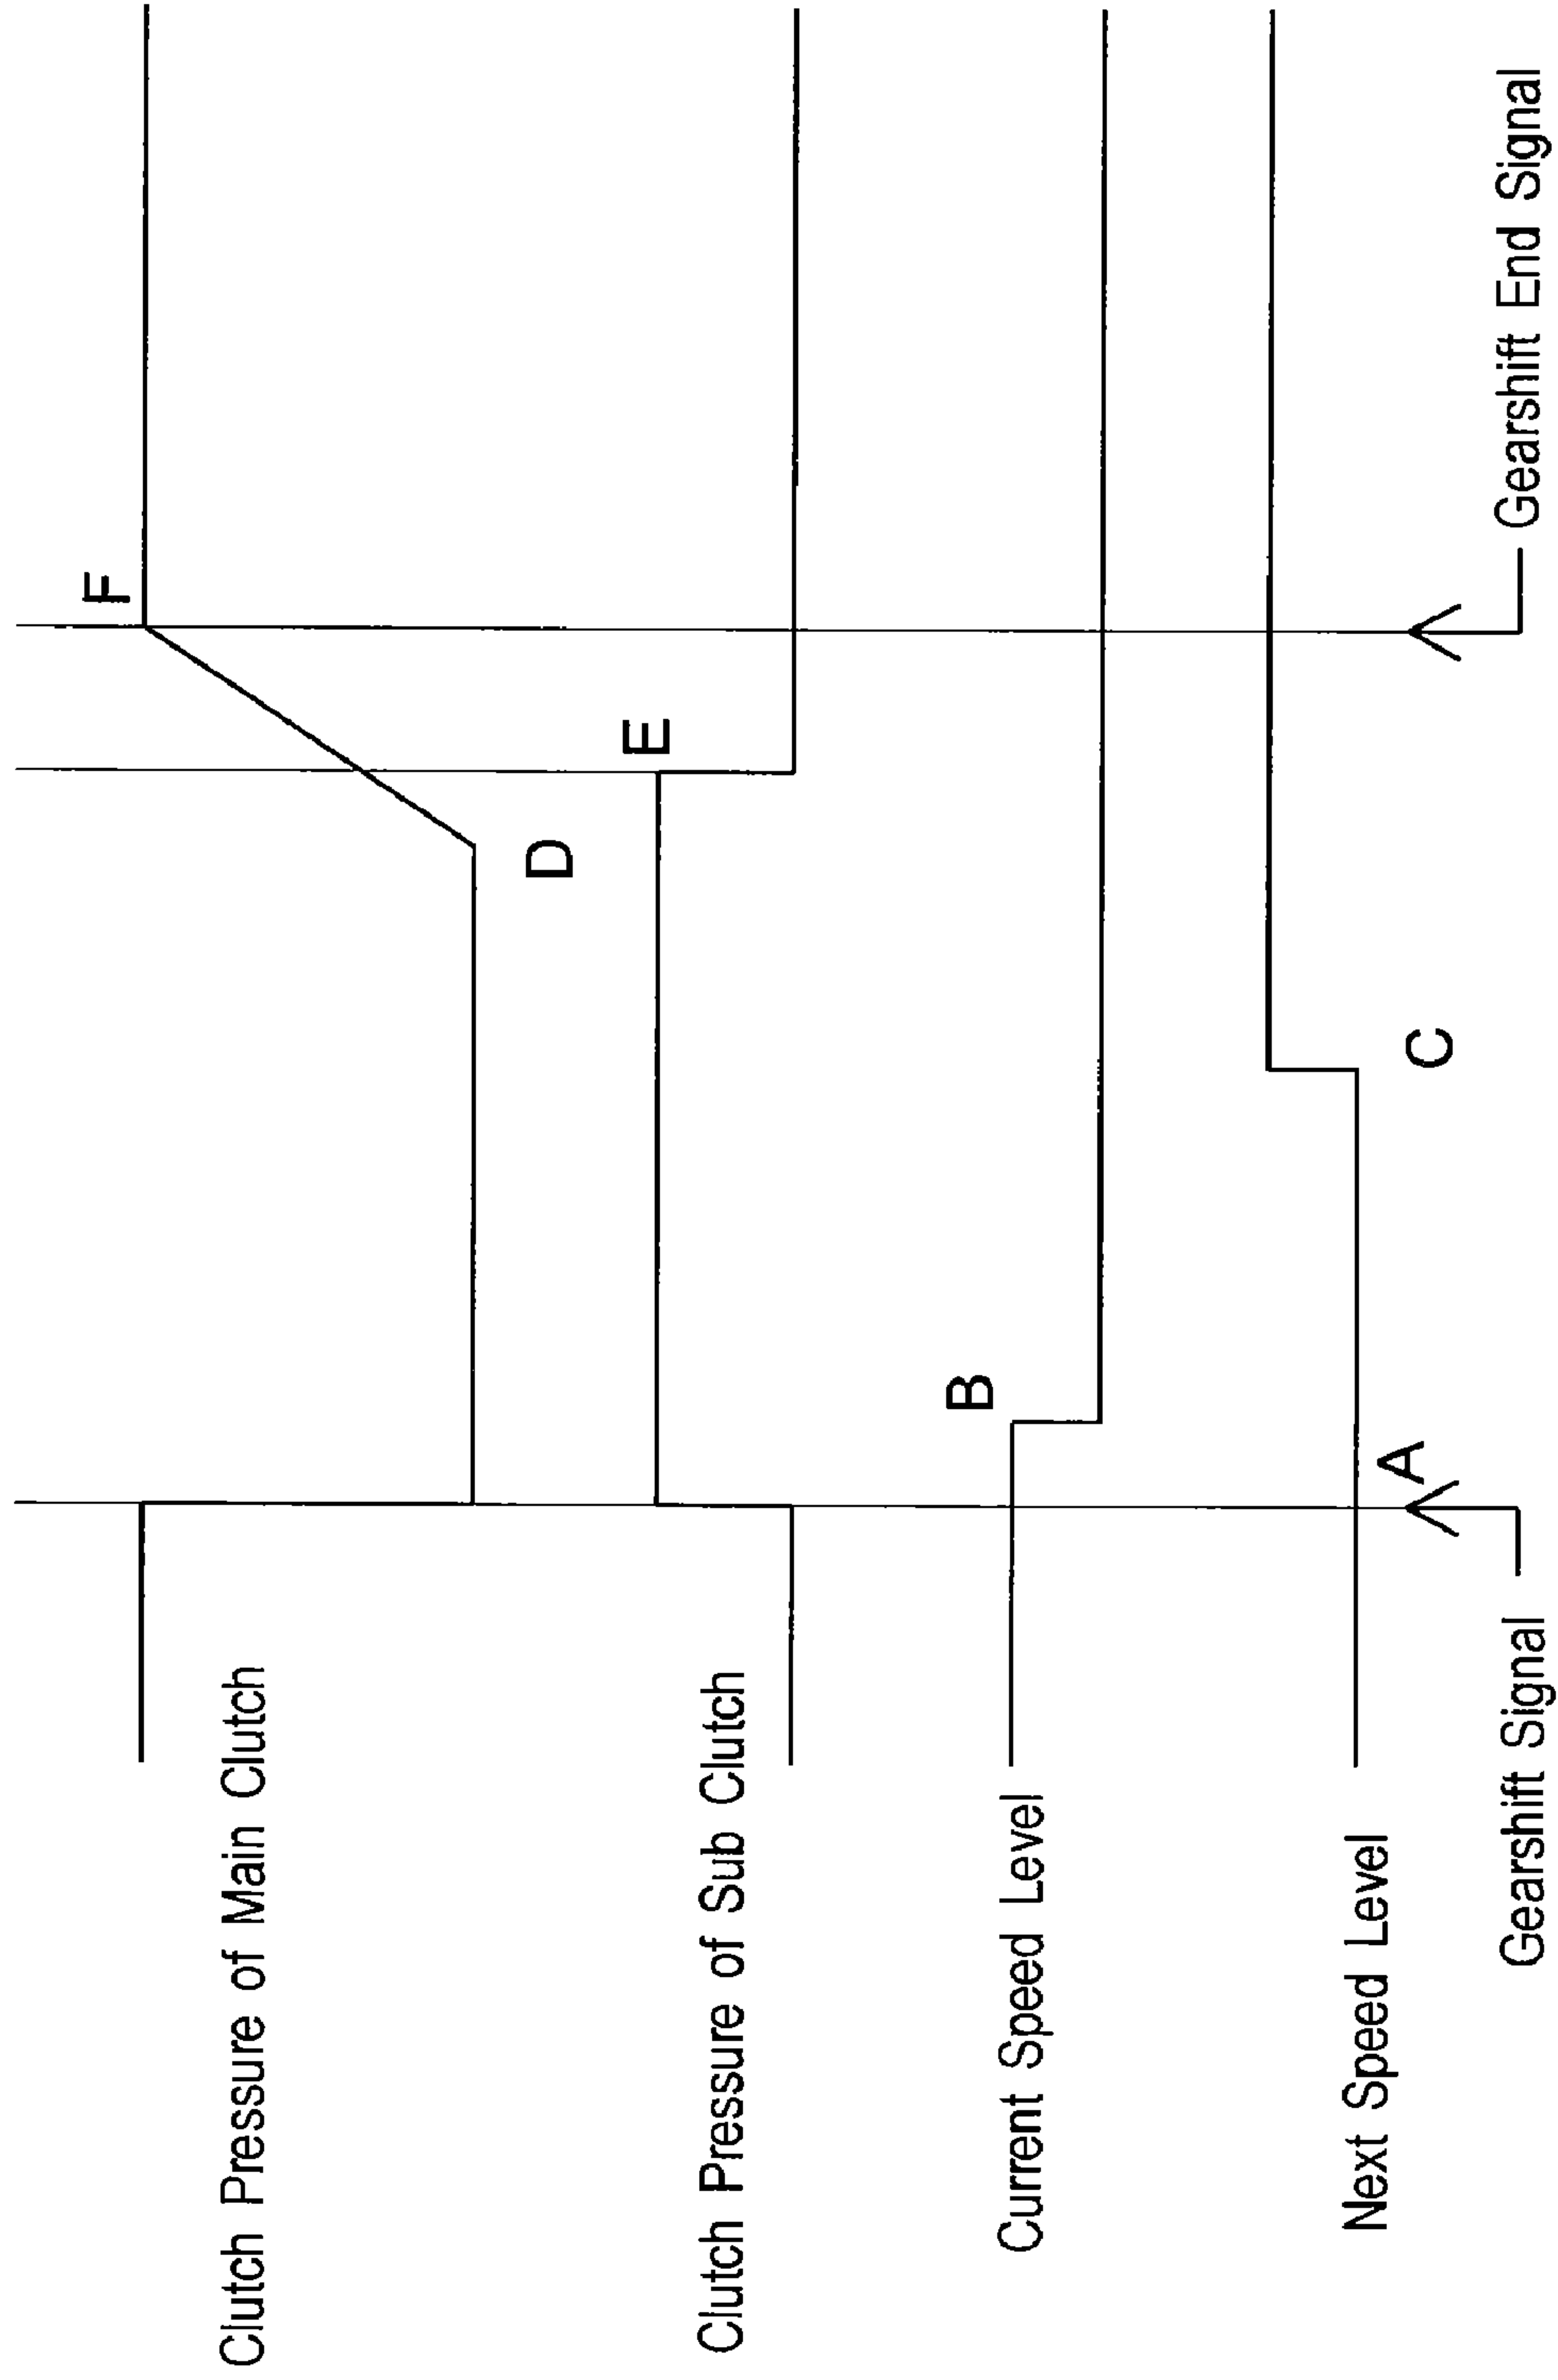 F
D
E
B
C
A
Clutch Pressure of Main Clutch
Clutch Pressure of Sub Clutch
Current Speed Level
Next Speed Level
Gearshift Signal
Gearshift End Signal